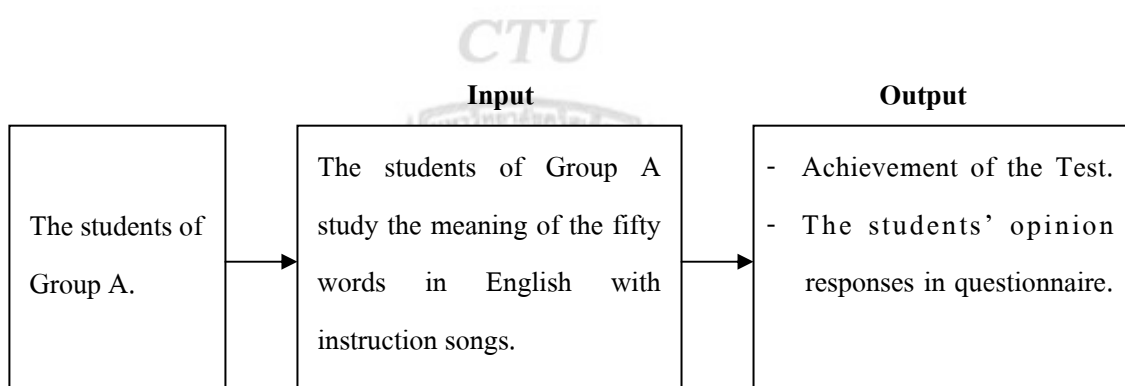 CTU
Input
Output
The students of
Group A.
The students of Group A
study the meaning of the fifty
words in English with
instruction songs.
- Achievement of the Test.
- The students’ opinion
responses in questionnaire.